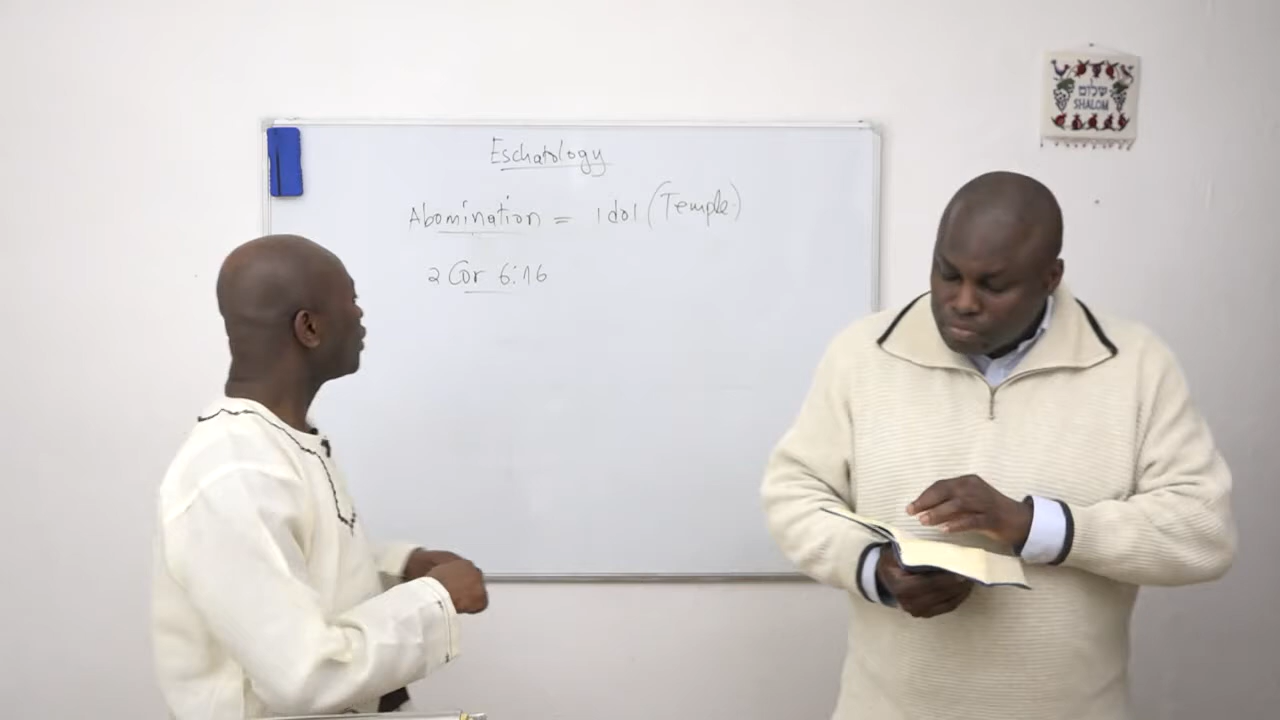 Eschatology
Abomination = Idol (Temple)
2 Cor 6:16
שלום
SHALOM